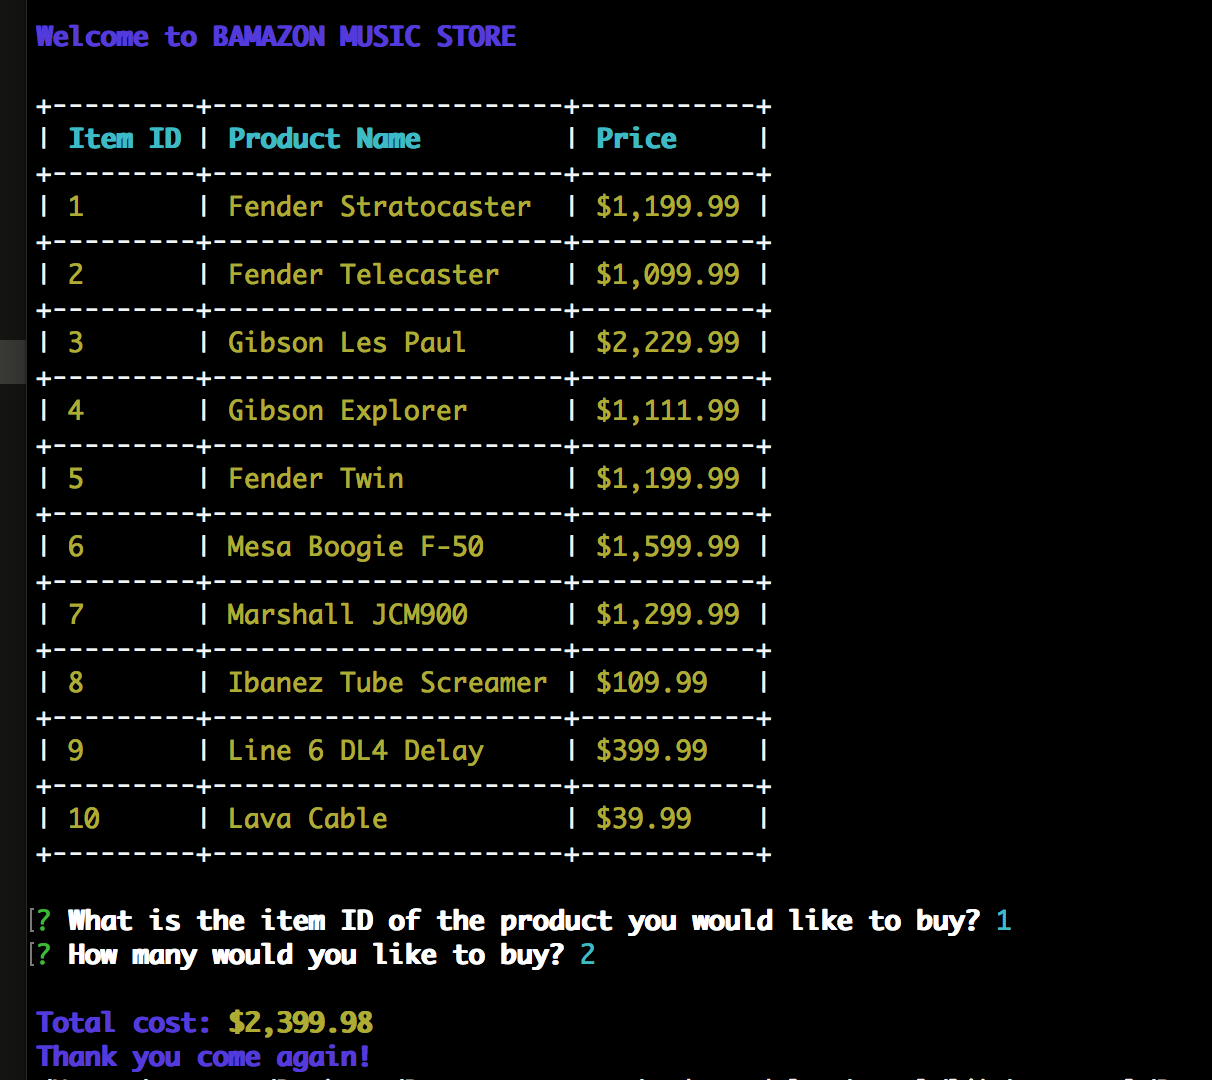 Welcome to BAMAZON MUSIC STORE
+---------+----------------------+-----------+
| Item ID | Product Name         | Price     |
+---------+----------------------+-----------+
| 1       | Fender Stratocaster  | $1,199.99 |
+---------+----------------------+-----------+
| 2       | Fender Telecaster    | $1,099.99 |
+---------+----------------------+-----------+
| 3       | Gibson Les Paul      | $2,229.99 |
+---------+----------------------+-----------+
| 4       | Gibson Explorer      | $1,111.99 |
+---------+----------------------+-----------+
| 5       | Fender Twin          | $1,199.99 |
+---------+----------------------+-----------+
| 6       | Mesa Boogie F-50     | $1,599.99 |
+---------+----------------------+-----------+
| 7       | Marshall JCM900      | $1,299.99 |
+---------+----------------------+-----------+
| 8       | Ibanez Tube Screamer | $109.99   |
+---------+----------------------+-----------+
| 9       | Line 6 DL4 Delay     | $399.99   |
+---------+----------------------+-----------+
| 10      | Lava Cable           | $39.99    |
+---------+----------------------+-----------+
[? What is the item ID of the product you would like to buy? 1
[? How many would you like to buy? 2
Total cost: $2,399.98
Thank you come again!